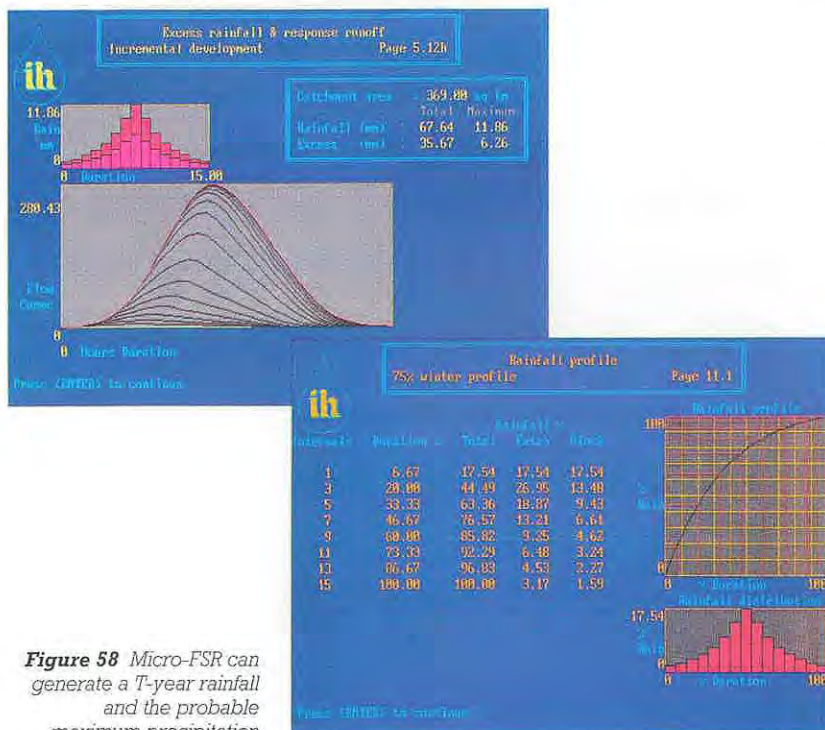 Excess rainfall & response runoff
Incremental development Page 5.12h
ih
Catchment area : 369.00 sq km
Total Maximum
Rainfall (mm) : 67.64 11.86
Excess (mm) : 35.67 6.26
11.86
Rain
mm
0
0 Duration 15.00
280.43
Flow
Cumec
0
0 Hours Duration
Press <ENTER> to continue
Rainfall profile
75% winter profile Page 11.1
ih
Rainfall %
Intervals Duration % Total Extra Block
1 6.67 17.54 17.54 17.54
3 20.00 44.49 26.95 13.48
5 33.33 63.36 18.87 9.43
7 46.67 76.57 13.21 6.61
9 60.00 85.82 9.25 4.62
11 73.33 92.29 6.48 3.24
13 86.67 96.83 4.53 2.27
15 100.00 100.00 3.17 1.59
Rainfall profile
100
%
Rain
0
0 % Duration 100
Rainfall distribution
17.54
%
Rain
0
0 % Duration 100
Press <ENTER> to continue
Figure 58 Micro-FSR can
generate a T-year rainfall
and the probable
maximum precipitation